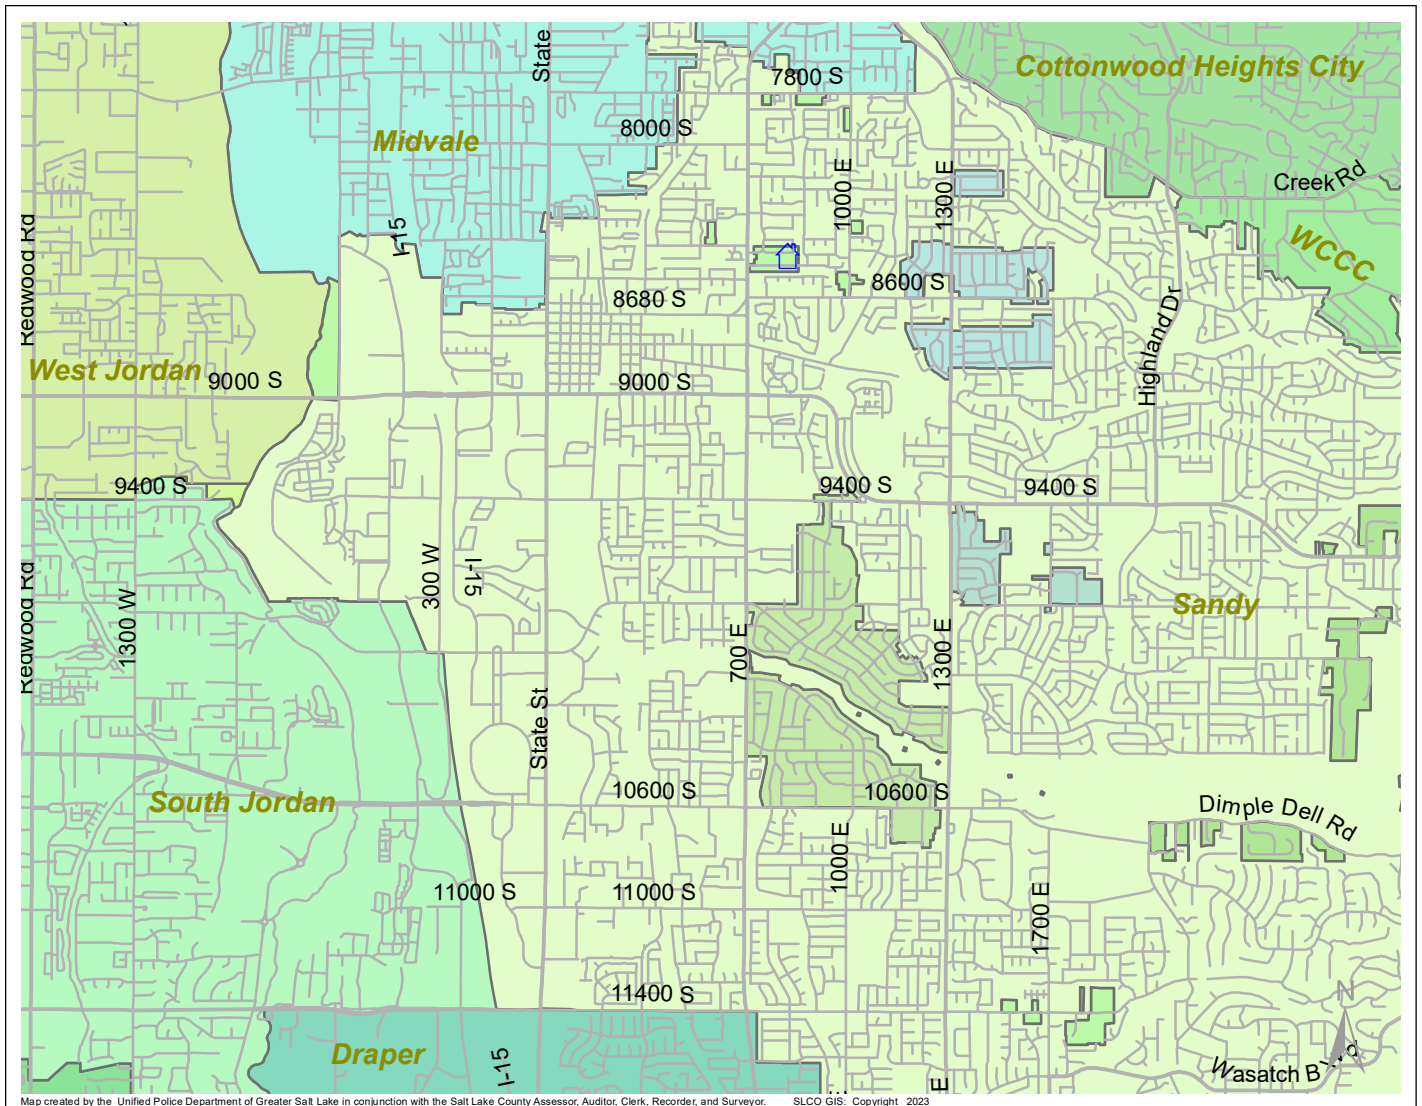 State
7800 S
Cottonwood Heights City
8000 S
Midvale
1000 E
1300 E
Creek Rd
Redwood Rd
I-15
WCCC
8600 S
8680 S
Highland Dr
West Jordan
9000 S
9000 S
9400 S
9400 S
9400 S
300 W
I-15
Redwood Rd
1300 W
Sandy
700 E
1300 E
State St
10600 S
10600 S
South Jordan
Dimple Dell Rd
1000 E
11000 S
11000 S
1700 E
11400 S
N
Draper
I-15
E
Wasatch Blvd
Map created by the Unified Police Department of Greater Salt Lake in conjunction with the Salt Lake County Assessor, Auditor, Clerk, Recorder, and Surveyor. SLCO GIS: Copyright 2023